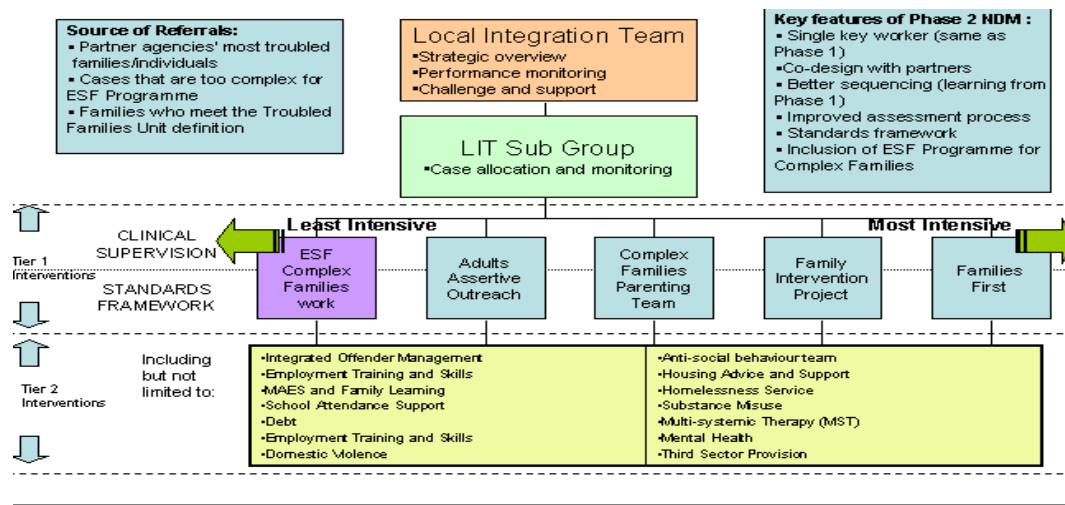 Source of Referrals:
▪ Partner agencies' most troubled
families/individuals
▪ Cases that are too complex for
ESF Programme
▪ Families who meet the Troubled
Families Unit definition
Local Integration Team
▪Strategic overview
▪Performance monitoring
▪Challenge and support
Key features of Phase 2 NDM :
▪ Single key worker (same as
Phase 1)
▪Co-design with partners
▪ Better sequencing (learning from
Phase 1)
▪ Improved assessment process
▪ Standards framework
▪ Inclusion of ESF Programme for
Complex Families
LIT Sub Group
▪Case allocation and monitoring
Least Intensive
Most Intensive
Tier 1
Interventions
CLINICAL
SUPERVISION
STANDARDS
FRAMEWORK
ESF
Complex
Families
work
Adults
Assertive
Outreach
Complex
Families
Parenting
Team
Family
Intervention
Project
Families
First
Tier 2
Interventions
Including
but not
limited to:
▪Integrated Offender Management
▪Employment Training and Skills
▪MAES and Family Learning
▪School Attendance Support
▪Debt
▪Employment Training and Skills
▪Domestic Violence
▪Anti-social behaviour team
▪Housing Advice and Support
▪Homelessness Service
▪Substance Misuse
▪Multi-systemic Therapy (MST)
▪Mental Health
▪Third Sector Provision